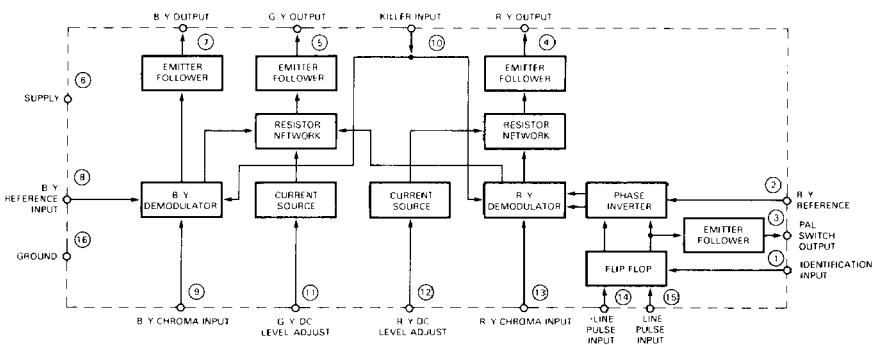 B Y OUTPUT
G Y OUTPUT
KILLER INPUT
R Y OUTPUT
7
5
10
4
EMITTER
FOLLOWER
EMITTER
FOLLOWER
EMITTER
FOLLOWER
6
SUPPLY
RESISTOR
NETWORK
RESISTOR
NETWORK
8
B Y
REFERENCE
INPUT
B Y
DEMODULATOR
CURRENT
SOURCE
CURRENT
SOURCE
R Y
DEMODULATOR
PHASE
INVERTER
2
R Y
REFERENCE
3
PAL
SWITCH
OUTPUT
EMITTER
FOLLOWER
16
GROUND
FLIP FLOP
1
IDENTIFICATION
INPUT
9
11
12
13
14
15
B Y CHROMA INPUT
G Y DC
LEVEL ADJUST
R Y DC
LEVEL ADJUST
R Y CHROMA INPUT
LINE
PULSE
INPUT
LINE
PULSE
INPUT